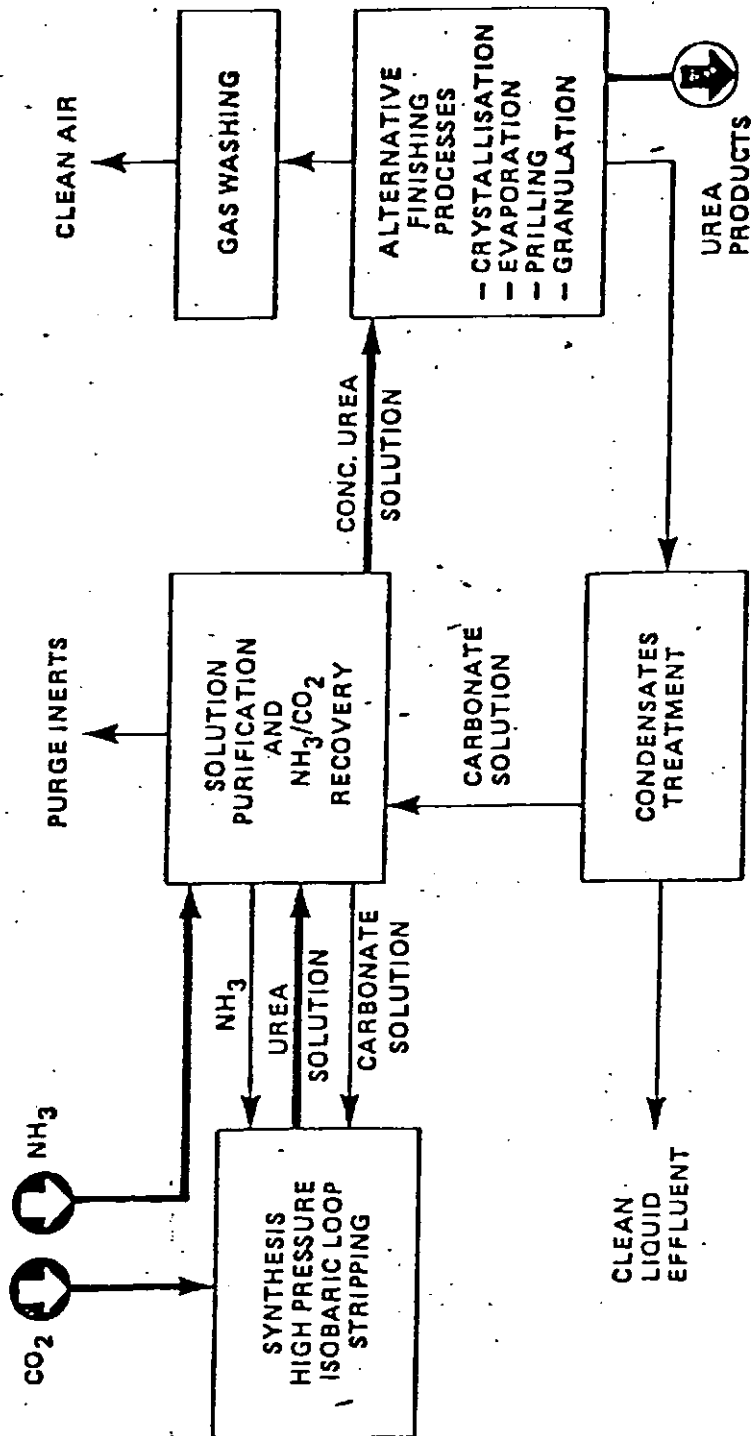 CO2
NH3
SYNTHESIS
HIGH PRESSURE
ISOBARIC LOOP
STRIPPING
NH3
UREA
SOLUTION
CARBONATE
SOLUTION
PURGE INERTS
SOLUTION
PURIFICATION
AND
NH3/CO2
RECOVERY
CONC. UREA
SOLUTION
CLEAN AIR
GAS WASHING
ALTERNATIVE
FINISHING
PROCESSES
— CRYSTALLISATION
— EVAPORATION
— PRILLING
— GRANULATION
CARBONATE
SOLUTION
CONDENSATES
TREATMENT
CLEAN
LIQUID
EFFLUENT
UREA
PRODUCTS